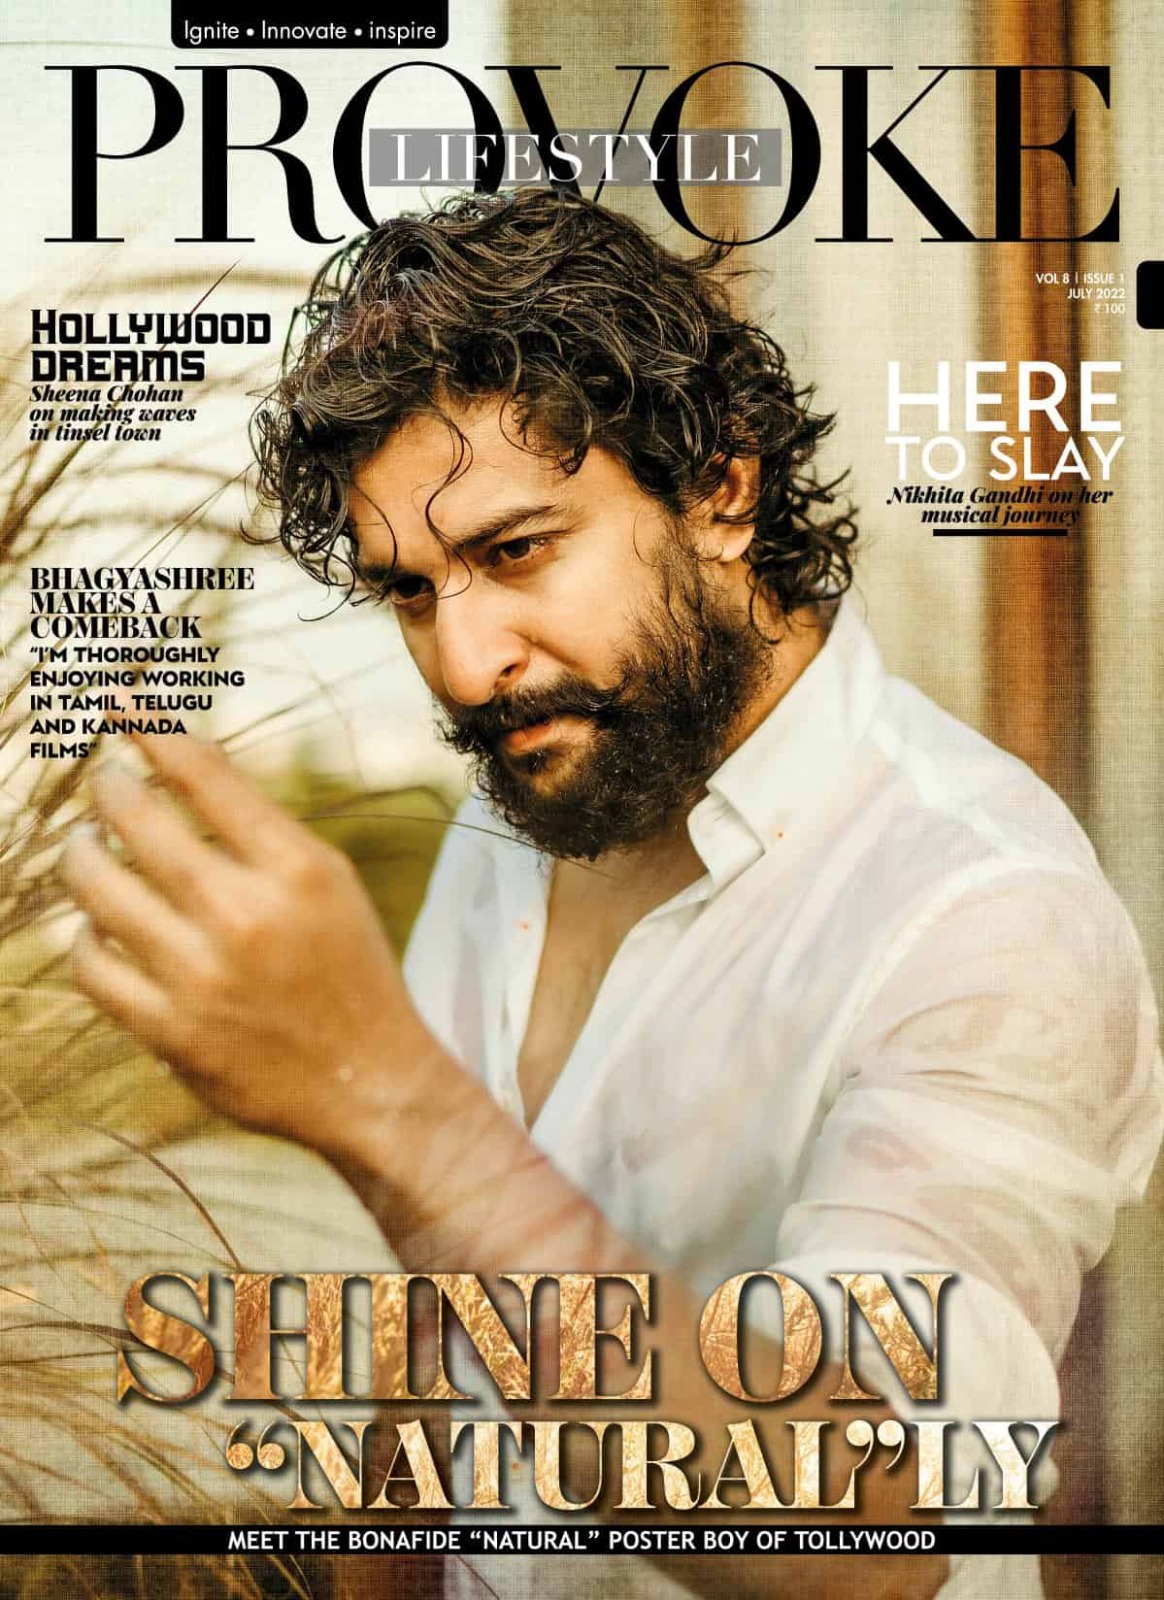 Ignite • Innovate • inspire
PROVOKE
LIFESTYLE
VOL 8 | ISSUE 1
JULY 2022
₹ 100
HOLLYWOOD
DREAMS
Sheena Chohan
on making waves
in tinsel town
HERE
TO SLAY
Nikhita Gandhi on her
musical journey
BHAGYASHREE
MAKES A
COMEBACK
“I’M THOROUGHLY
ENJOYING WORKING
IN TAMIL, TELUGU
AND KANNADA
FILMS”
SHINE ON
“NATURAL”LY
MEET THE BONAFIDE “NATURAL” POSTER BOY OF TOLLYWOOD